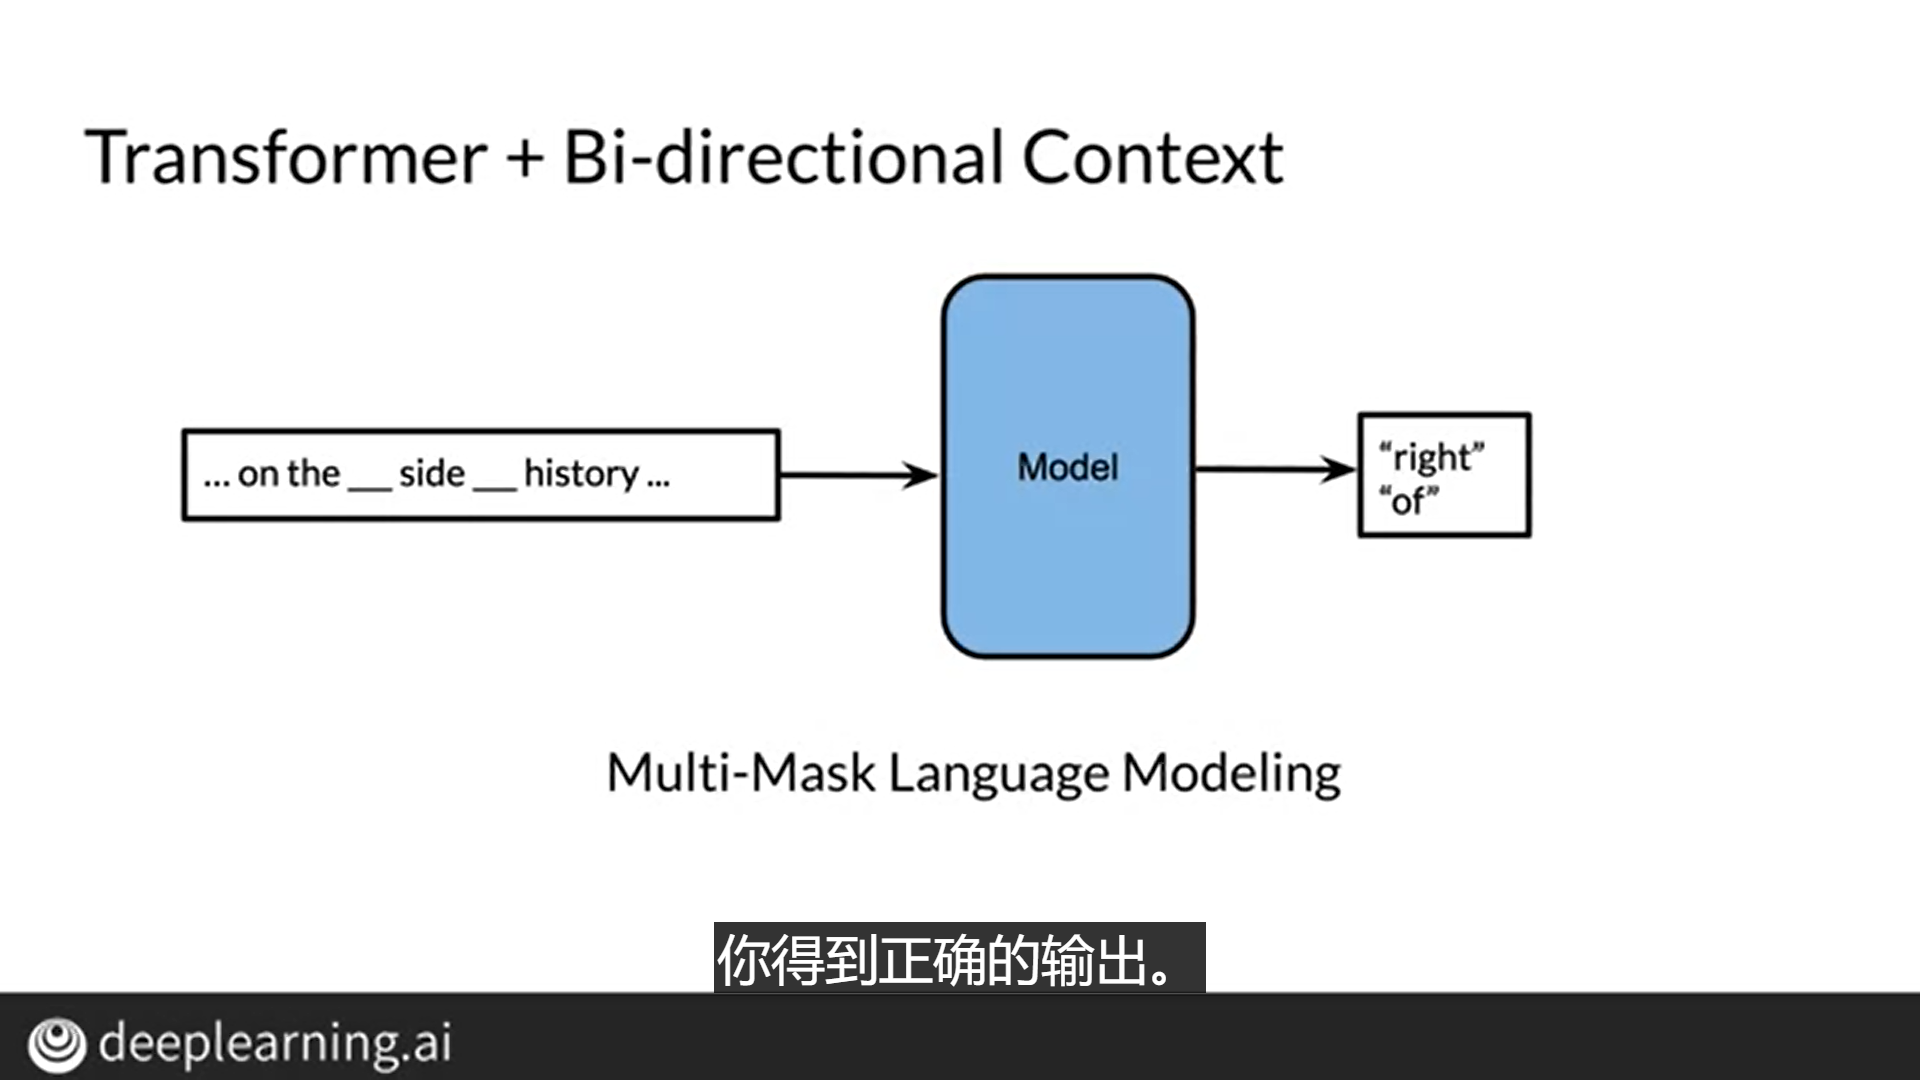 Transformer + Bi-directional Context
... on the __ side __ history ...
Model
“right”
“of”
Multi-Mask Language Modeling
你得到正确的输出。
deeplearning.ai